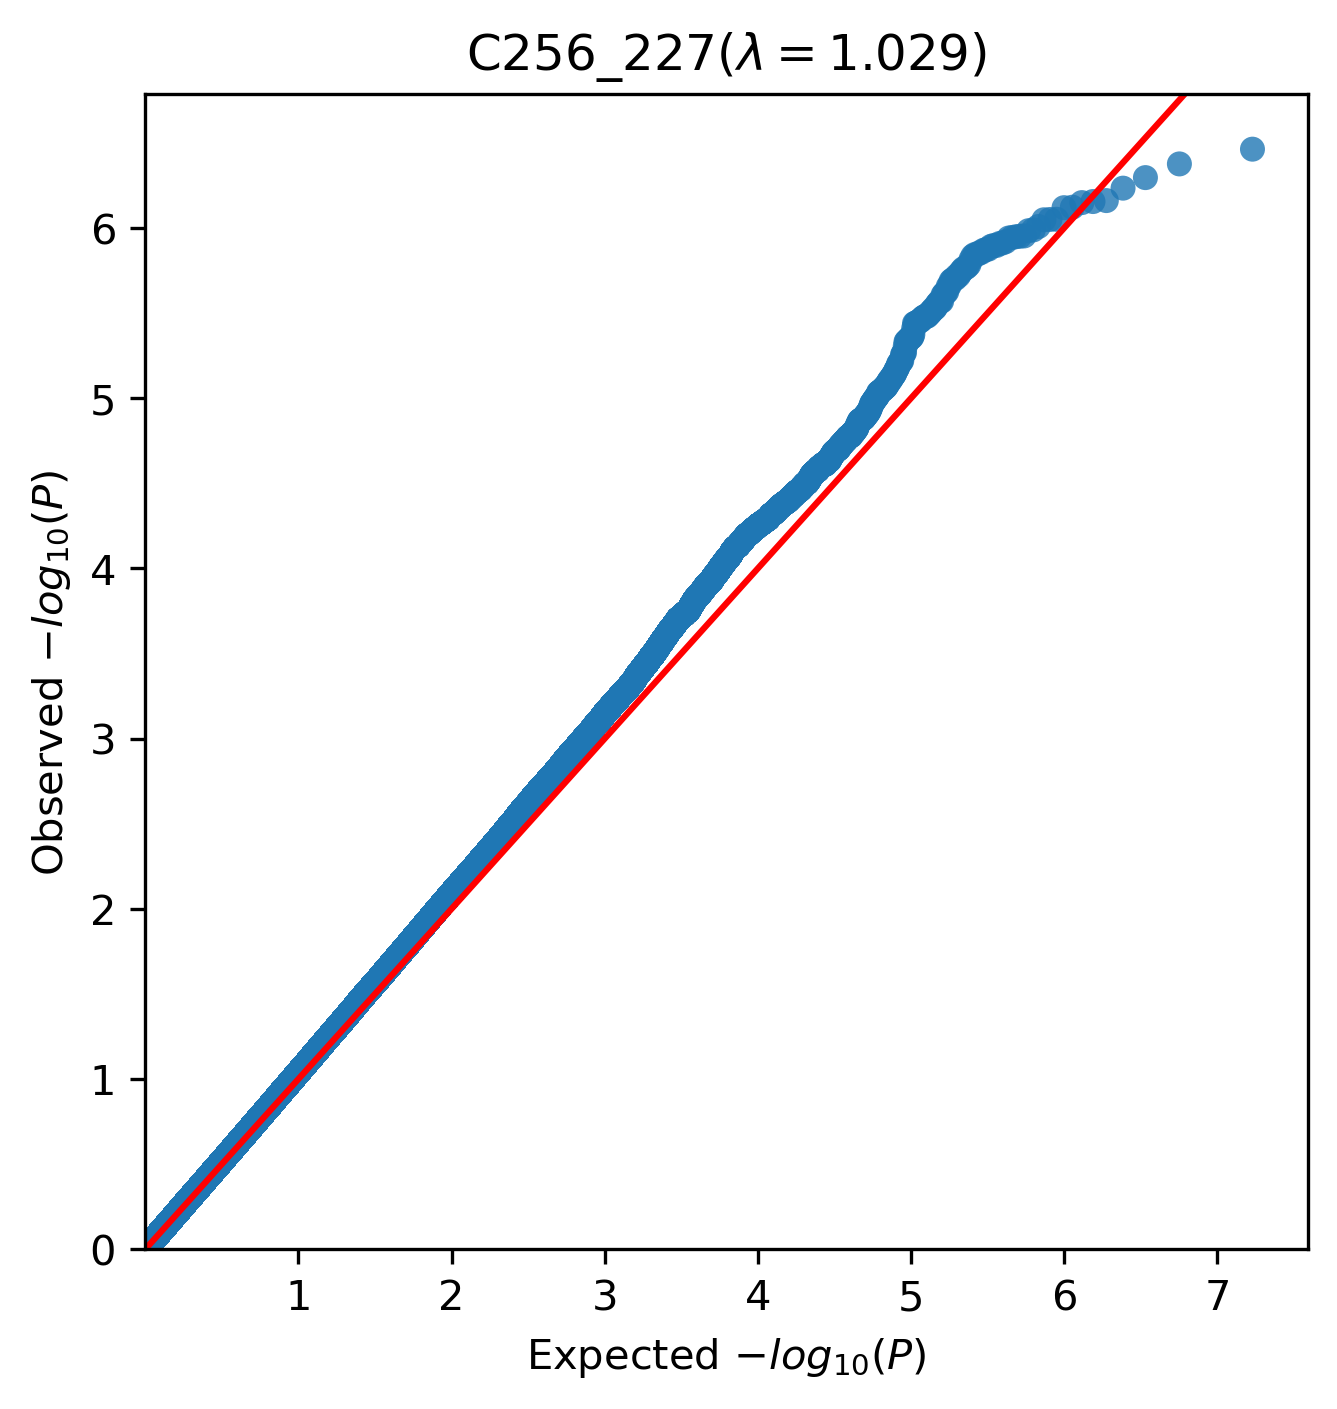 C256_227(λ = 1.029)
Observed −log₁₀(P)
6
5
4
3
2
1
0
1 2 3 4 5 6 7
Expected −log₁₀(P)